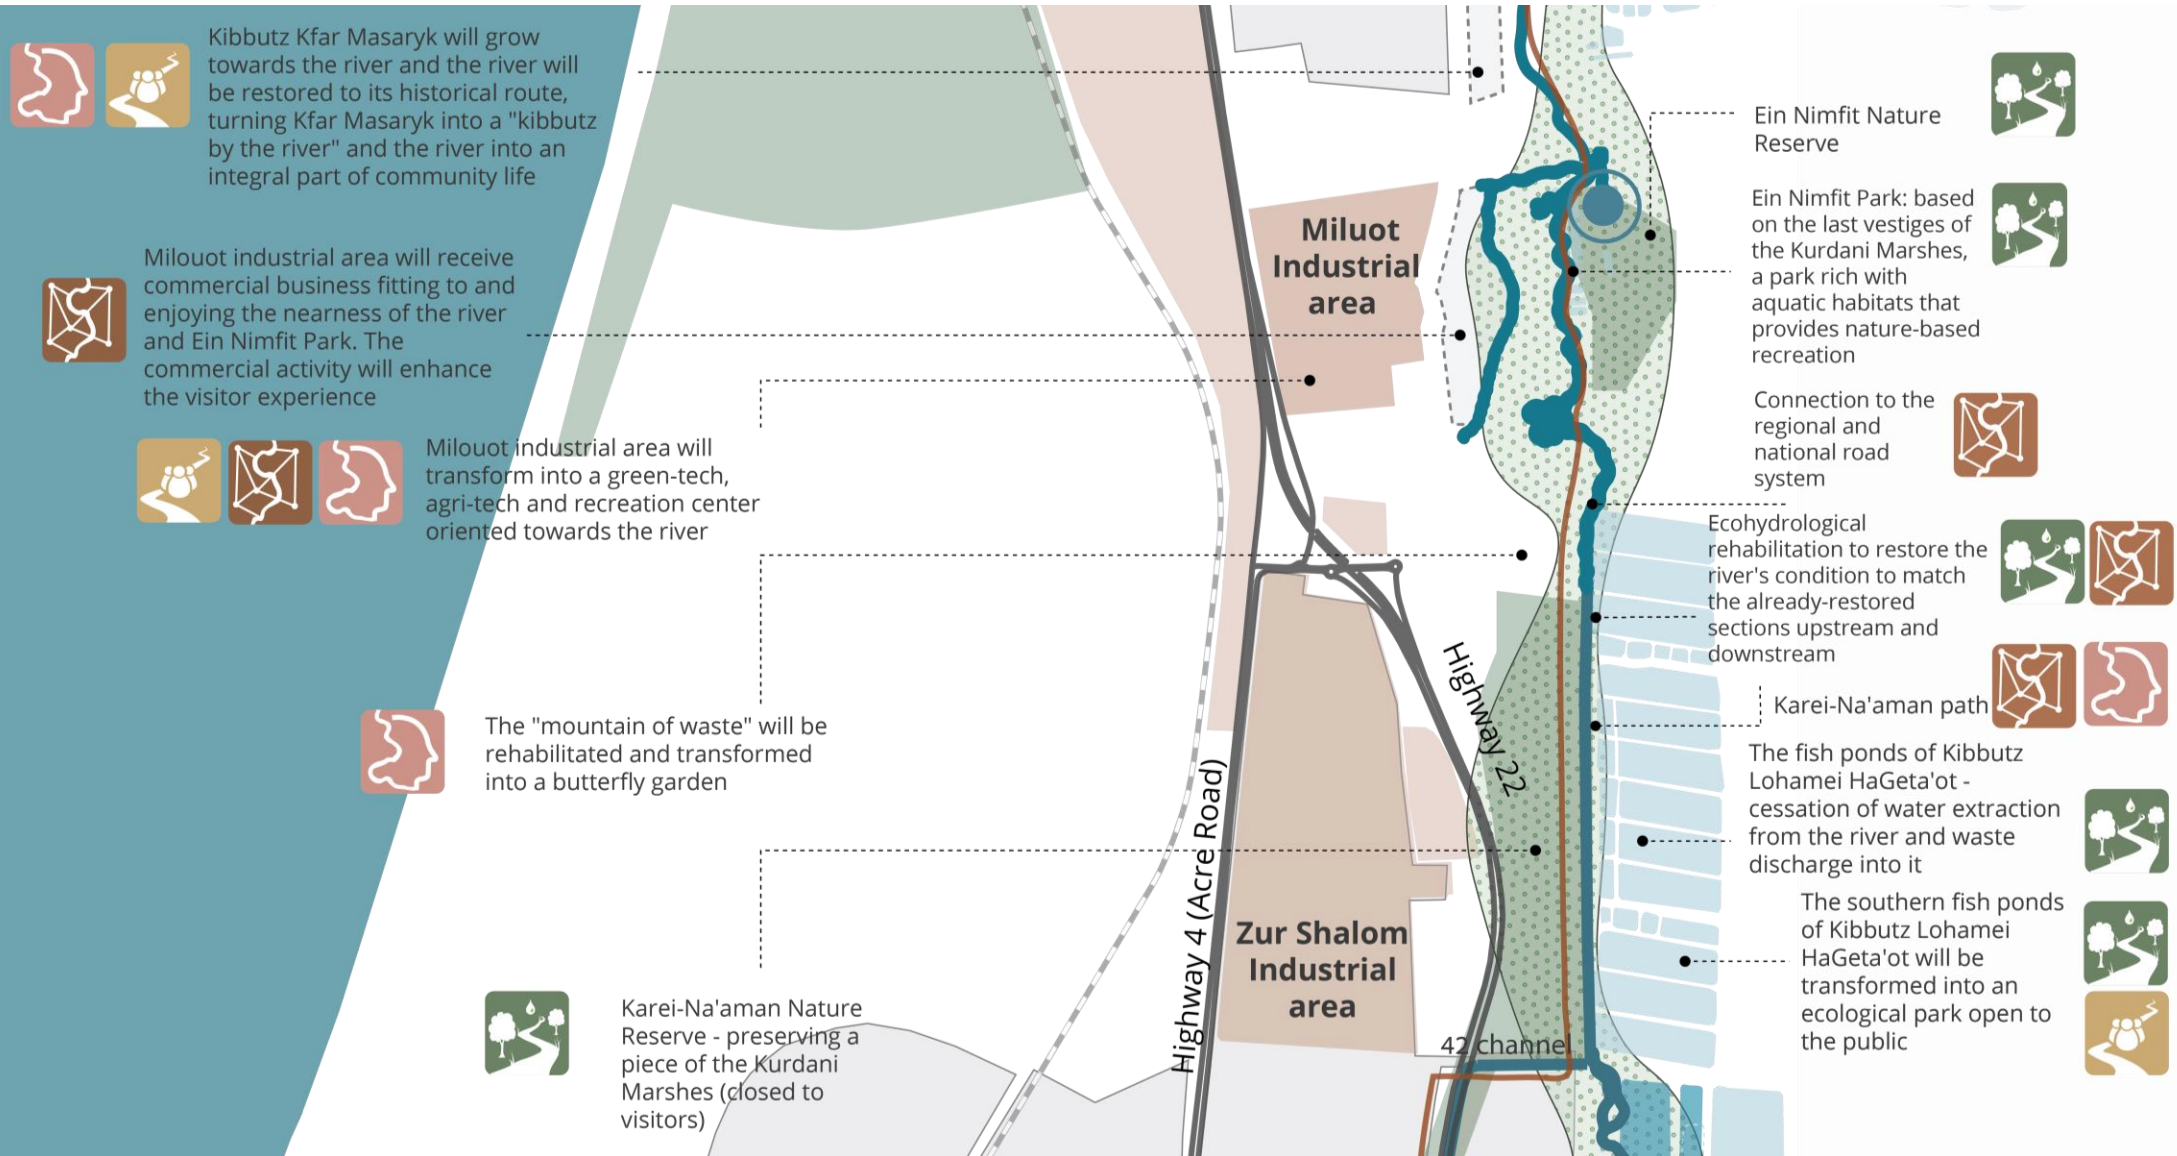 Kibbutz Kfar Masaryk will grow
towards the river and the river will
be restored to its historical route,
turning Kfar Masaryk into a "kibbutz
by the river" and the river into an
integral part of community life
Milouot industrial area will receive
commercial business fitting to and
enjoying the nearness of the river
and Ein Nimfit Park. The
commercial activity will enhance
the visitor experience
Milouot industrial area will
transform into a green-tech,
agri-tech and recreation center
oriented towards the river
The "mountain of waste" will be
rehabilitated and transformed
into a butterfly garden
Karei-Na'aman Nature
Reserve - preserving a
piece of the Kurdani
Marshes (closed to
visitors)
Miluot
Industrial
area
Highway 22
Highway 4 (Acre Road)
Zur Shalom
Industrial
area
42 channel
Ein Nimfit Nature
Reserve
Ein Nimfit Park: based
on the last vestiges of
the Kurdani Marshes,
a park rich with
aquatic habitats that
provides nature-based
recreation
Connection to the
regional and
national road
system
Ecohydrological
rehabilitation to restore the
river's condition to match
the already-restored
sections upstream and
downstream
Karei-Na'aman path
The fish ponds of Kibbutz
Lohamei HaGeta'ot -
cessation of water extraction
from the river and waste
discharge into it
The southern fish ponds
of Kibbutz Lohamei
HaGeta'ot will be
transformed into an
ecological park open to
the public